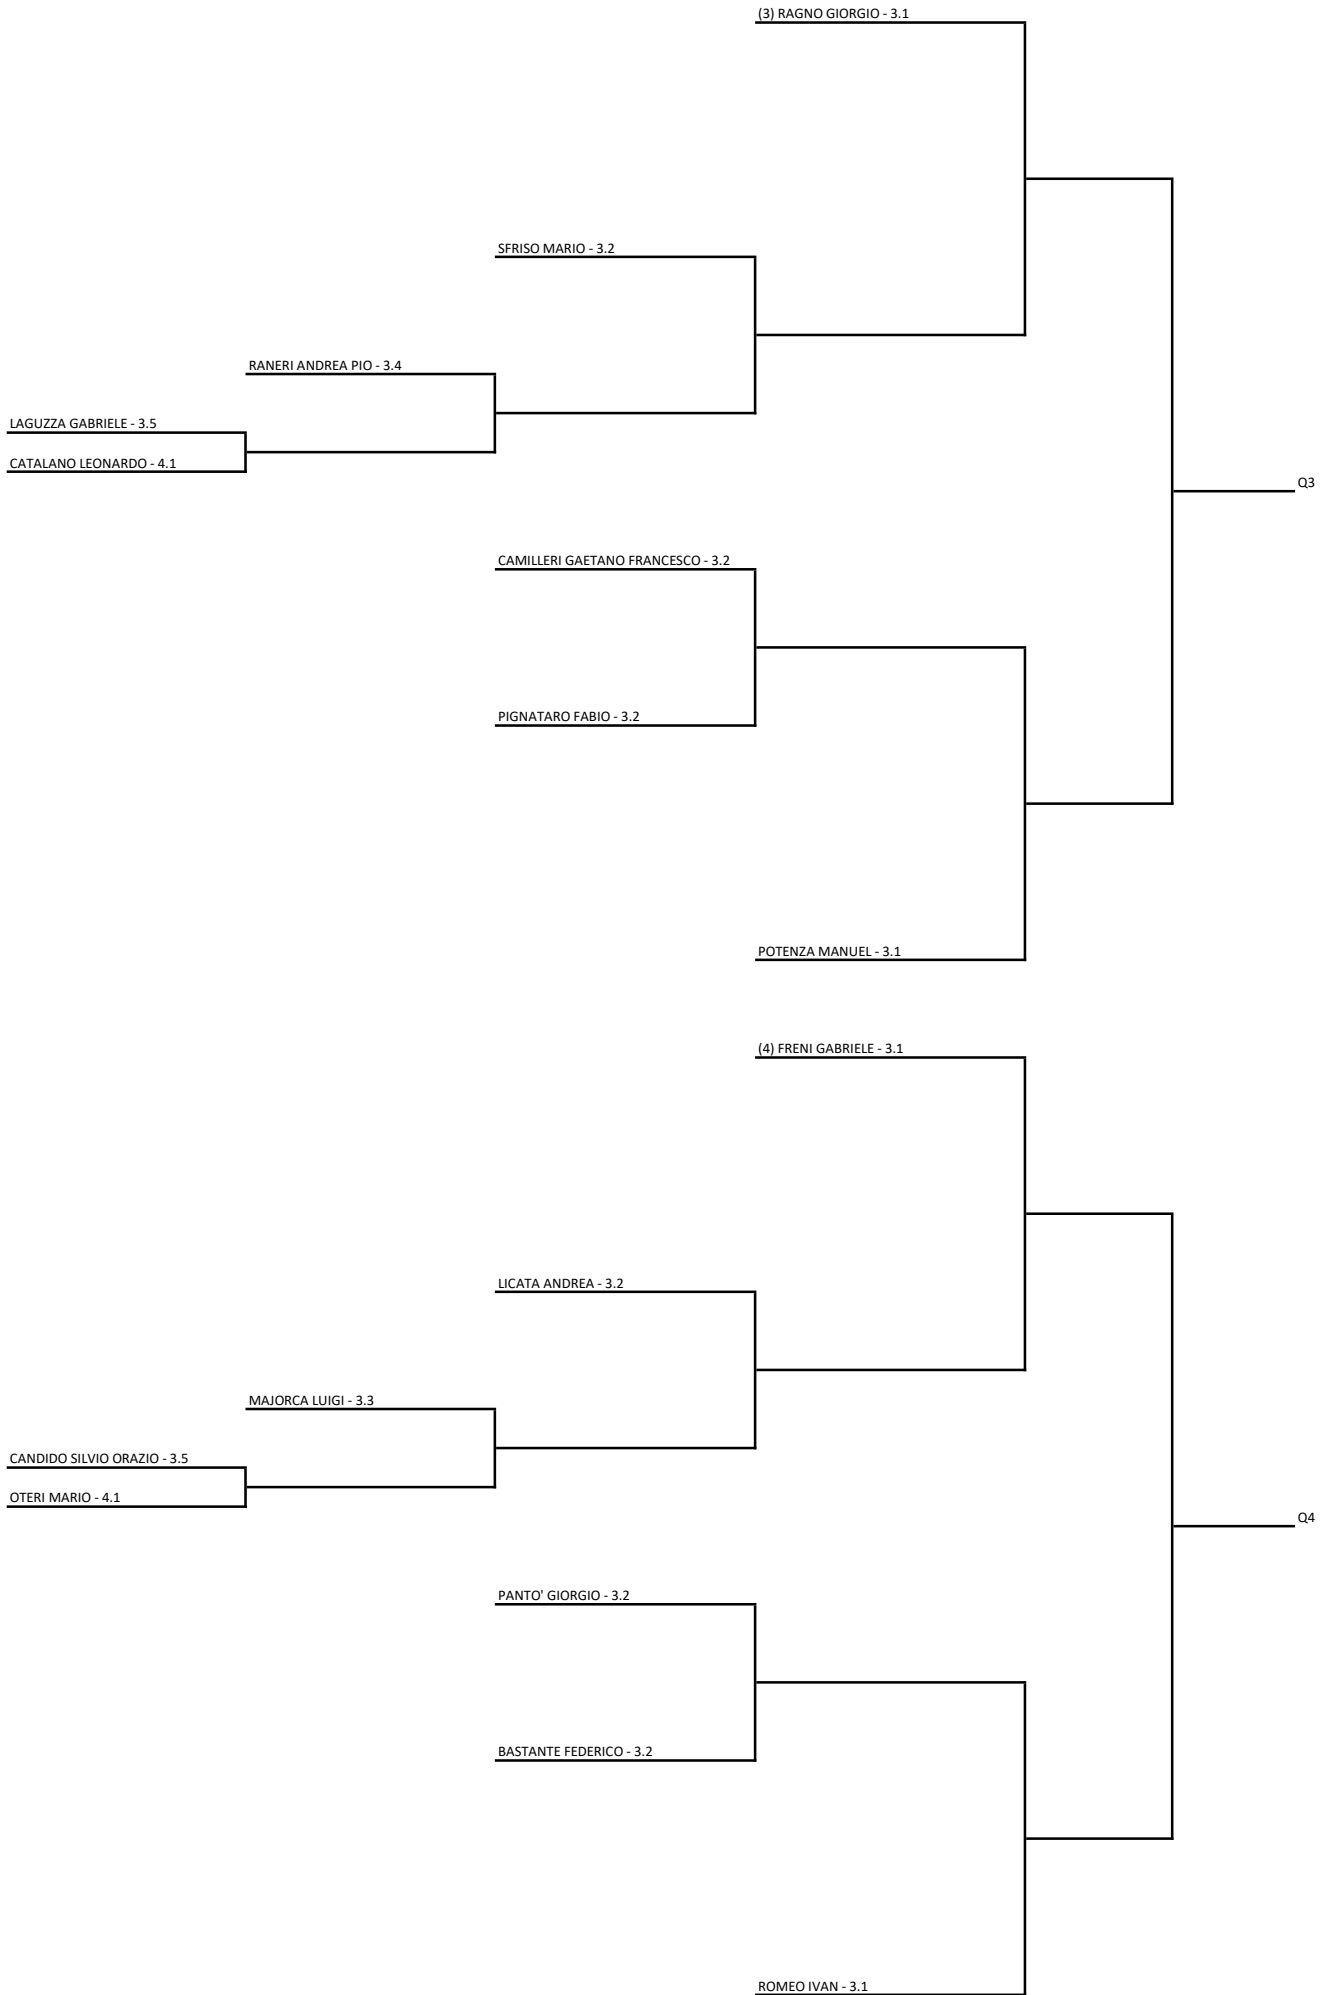 (3) RAGNO GIORGIO - 3.1
SFRISO MARIO - 3.2
RANERI ANDREA PIO - 3.4
LAGUZZA GABRIELE - 3.5
CATALANO LEONARDO - 4.1
Q3
CAMILLERI GAETANO FRANCESCO - 3.2
PIGNATARO FABIO - 3.2
POTENZA MANUEL - 3.1
(4) FRENI GABRIELE - 3.1
LICATA ANDREA - 3.2
MAJORCA LUIGI - 3.3
CANDIDO SILVIO ORAZIO - 3.5
OTERI MARIO - 4.1
Q4
PANTO' GIORGIO - 3.2
BASTANTE FEDERICO - 3.2
ROMEO IVAN - 3.1